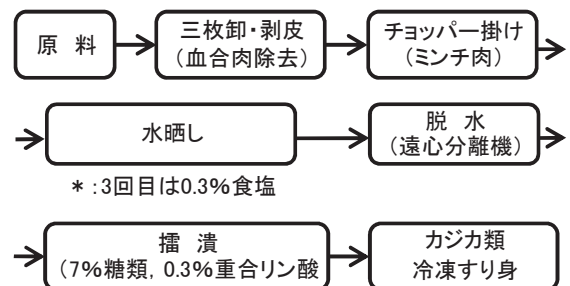 原 料
三枚卸・剥皮
(血合肉除去)
チョッパー掛け
(ミンチ肉)
水晒し
脱 水
(遠心分離機)
* :3回目は0.3%食塩
擂 潰
(7%糖類, 0.3%重合リン酸
カジカ類
冷凍すり身